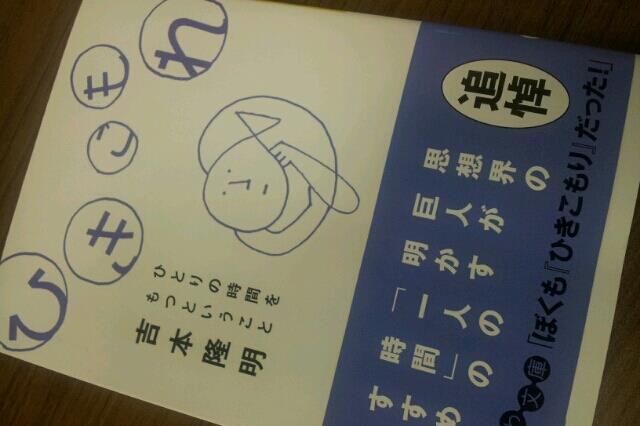 ひきこもれ
ひとりの時間を
もつということ
吉本隆明
追悼
思想界の
巨人が
明かす
「一人の
時間」の
すすめ
「ぼくも『ひきこもり』だった!」
わ文庫